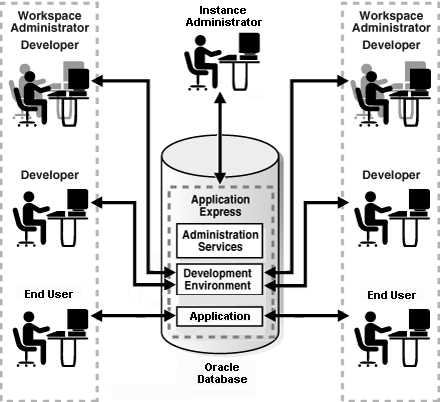 Workspace
Administrator
Developer
Developer
End User
Instance
Administrator
Application
Express
Administration
Services
Development
Environment
Application
Oracle
Database
Workspace
Administrator
Developer
Developer
End User